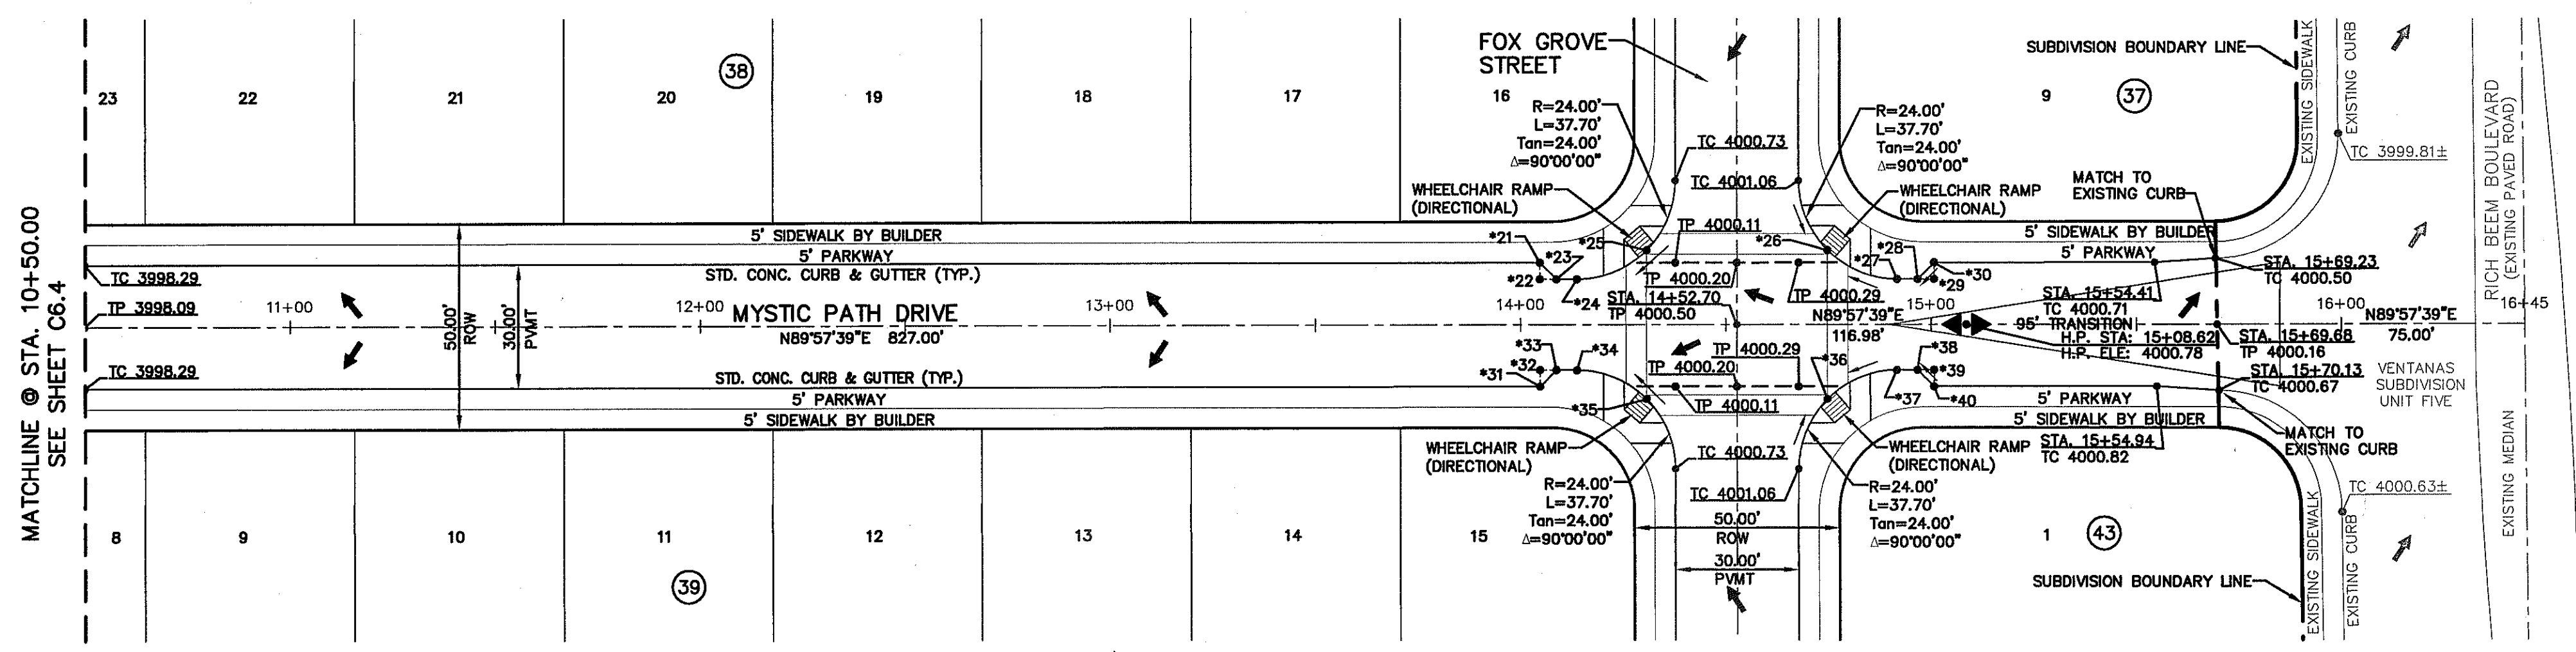 MATCHLINE @ STA. 10+50.00
SEE SHEET C6.4
23
22
21
20
38
19
18
17
16
FOX GROVE
STREET
R=24.00'
L=37.70'
Tan=24.00'
Δ=90°00'00"
TC 4000.73
TC 4001.06
R=24.00'
L=37.70'
Tan=24.00'
Δ=90°00'00"
9
37
SUBDIVISION BOUNDARY LINE
EXISTING SIDEWALK
EXISTING CURB
TC 3999.81±
RICH BEEM BOULEVARD
(EXISTING PAVED ROAD)
WHEELCHAIR RAMP
(DIRECTIONAL)
WHEELCHAIR RAMP
(DIRECTIONAL)
MATCH TO
EXISTING CURB
5' SIDEWALK BY BUILDER
5' PARKWAY
STD. CONC. CURB & GUTTER (TYP.)
TC 3998.29
TP 3998.09
TC 3998.29
11+00
12+00
MYSTIC PATH DRIVE
N89°57'39"E 827.00'
13+00
14+00
50.00'
ROW
30.00'
PVMT
*21
*22
*23
*24
*25
TP 4000.11
*26
TP 4000.20
TP 4000.29
STA. 14+52.70
TP 4000.50
*27
*28
*29
*30
5' SIDEWALK BY BUILDER
5' PARKWAY
15+00
N89°57'39"E
116.98'
STA. 15+54.41
TC 4000.71
95' TRANSITION
H.P. STA: 15+08.62
H.P. ELE: 4000.78
STA. 15+69.23
TC 4000.50
16+00
N89°57'39"E
75.00'
16+45
STA. 15+69.68
TP 4000.16
STA. 15+70.13
TC 4000.67
VENTANAS
SUBDIVISION
UNIT FIVE
*33
*32
*31
*34
*35
TP 4000.29
TP 4000.20
TP 4000.11
*36
*37
*38
*39
*40
STD. CONC. CURB & GUTTER (TYP.)
5' PARKWAY
5' SIDEWALK BY BUILDER
5' PARKWAY
5' SIDEWALK BY BUILDER
STA. 15+54.94
TC 4000.82
MATCH TO
EXISTING CURB
WHEELCHAIR RAMP
(DIRECTIONAL)
TC 4000.73
WHEELCHAIR RAMP
(DIRECTIONAL)
R=24.00'
L=37.70'
Tan=24.00'
Δ=90°00'00"
TC 4001.06
50.00'
ROW
30.00'
PVMT
R=24.00'
L=37.70'
Tan=24.00'
Δ=90°00'00"
TC 4000.63±
EXISTING SIDEWALK
EXISTING CURB
EXISTING MEDIAN
8
9
10
11
39
12
13
14
15
1
43
SUBDIVISION BOUNDARY LINE